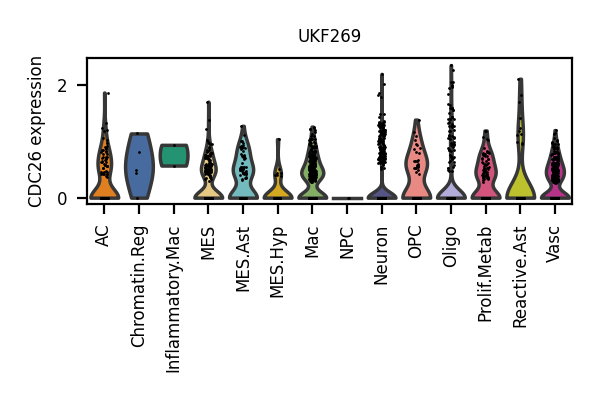 UKF269
CDC26 expression
2
0
AC
Chromatin.Reg
Inflammatory.Mac
MES
MES.Ast
MES.Hyp
Mac
NPC
Neuron
OPC
Oligo
Prolif.Metab
Reactive.Ast
Vasc